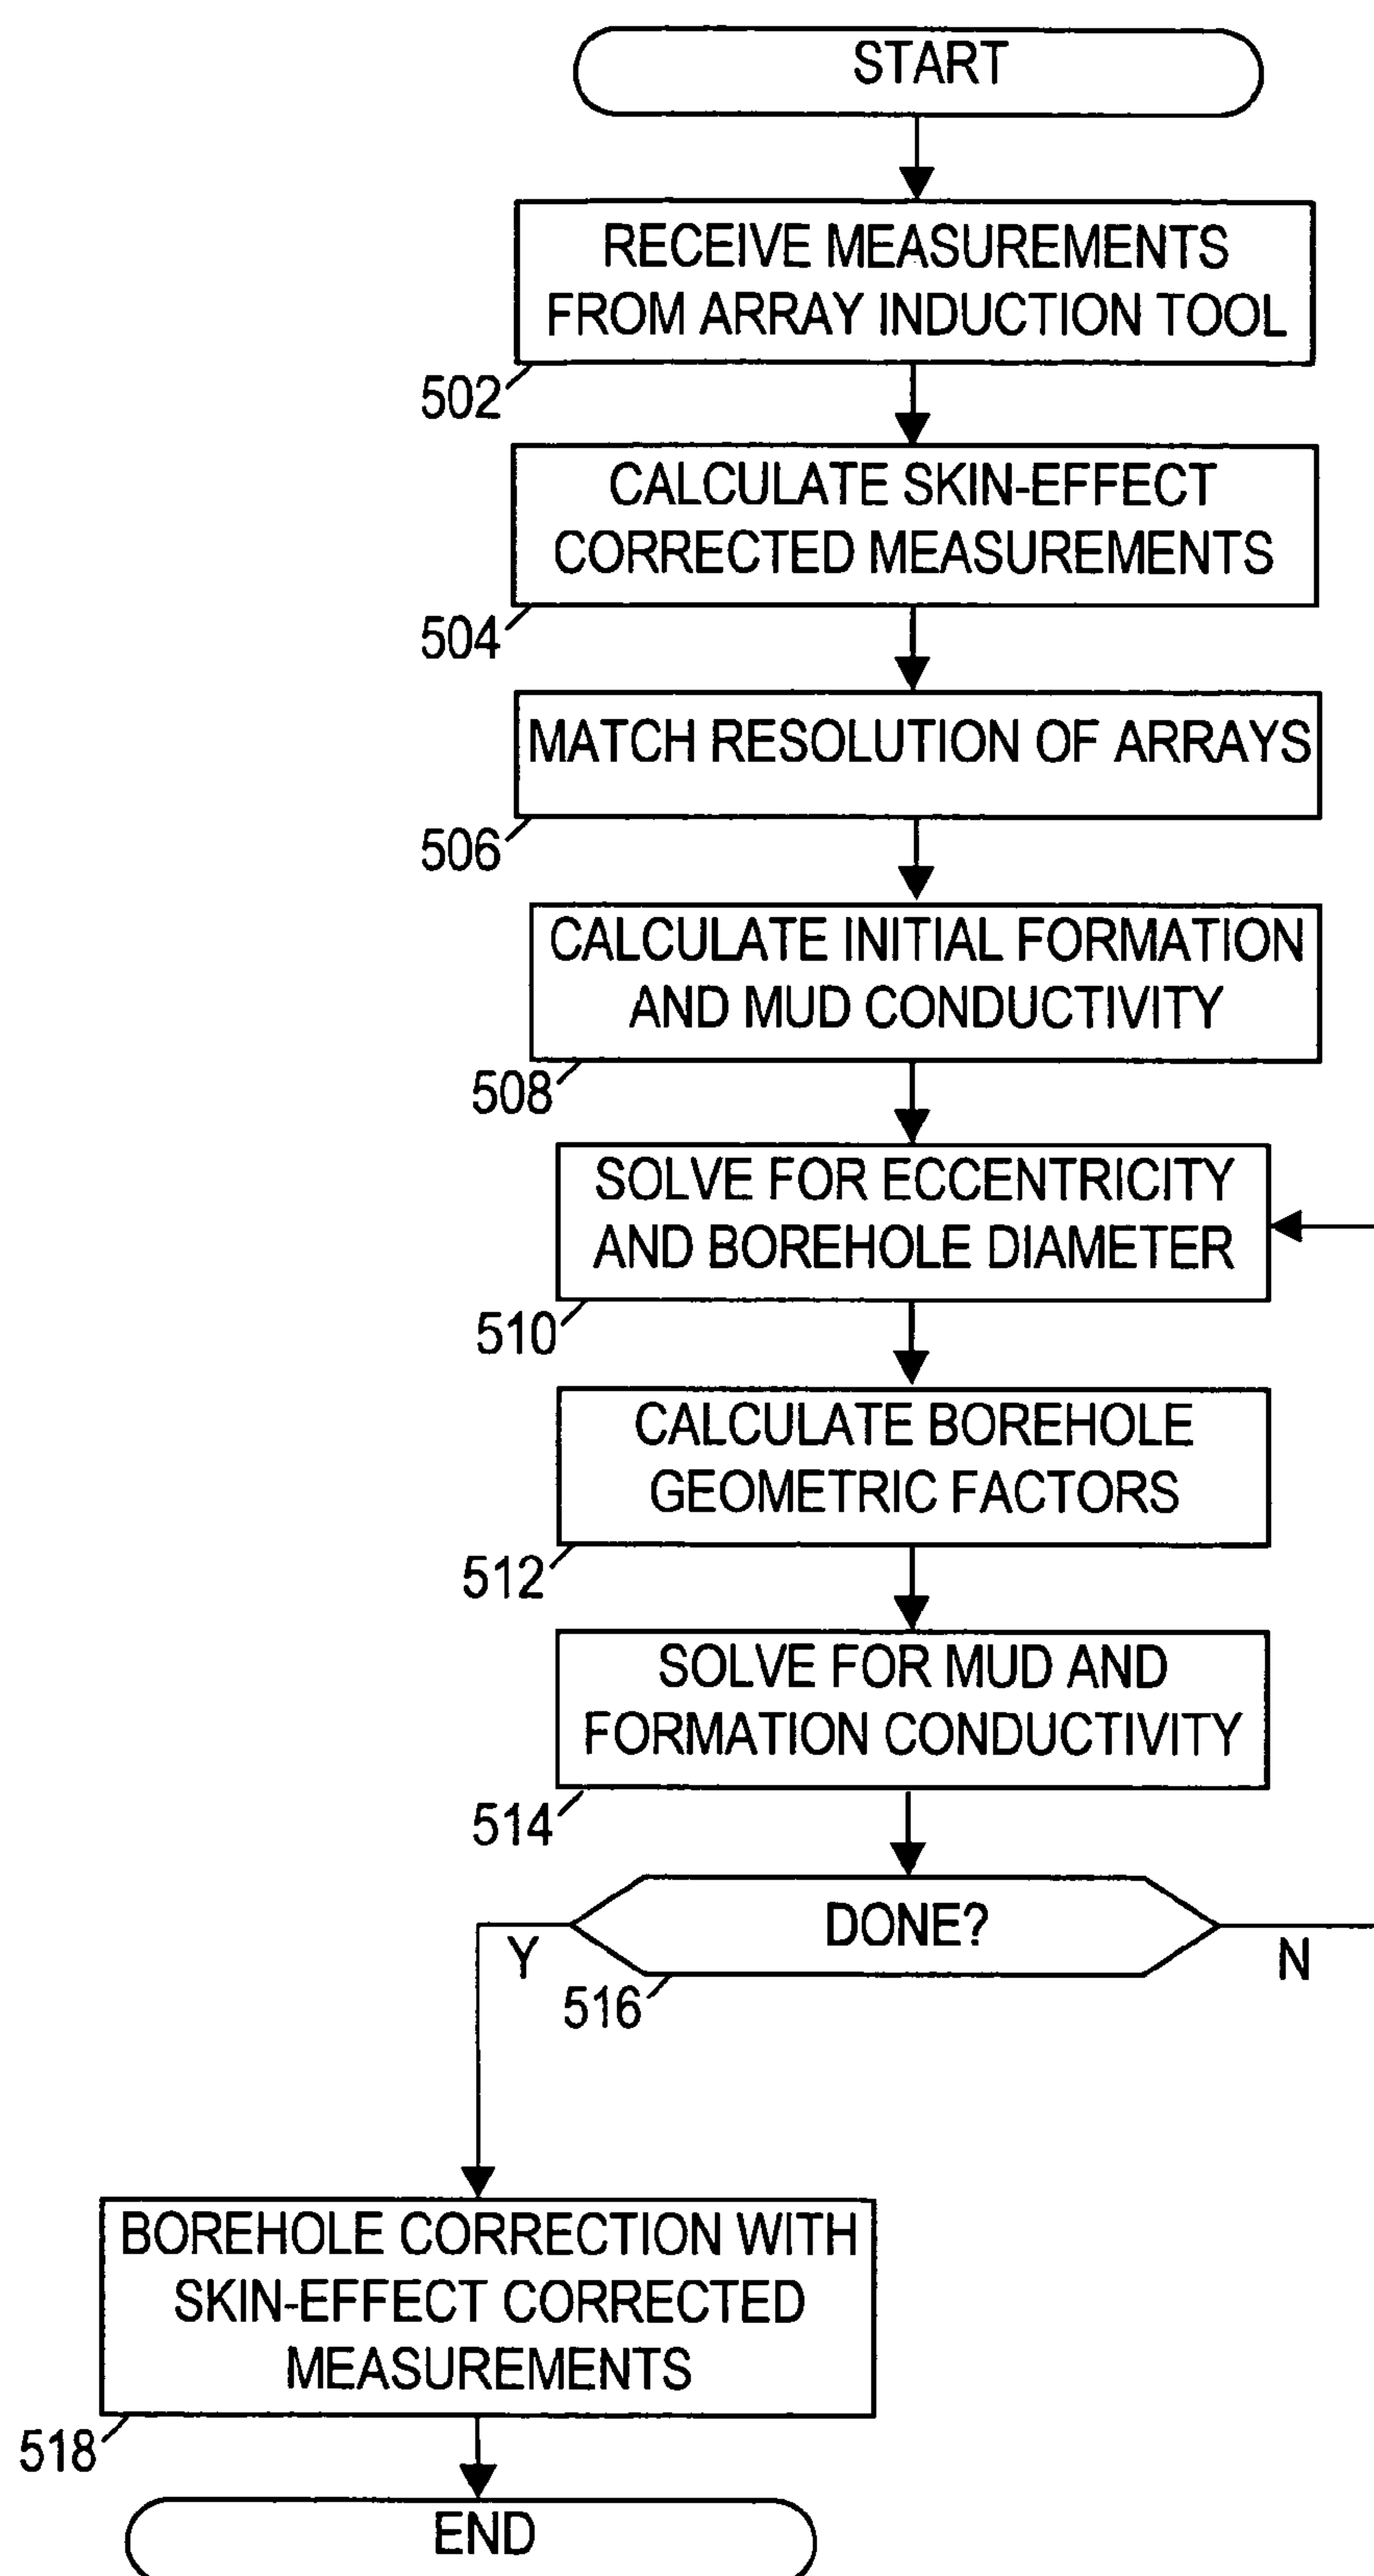 START
RECEIVE MEASUREMENTS
FROM ARRAY INDUCTION TOOL
502
CALCULATE SKIN-EFFECT
CORRECTED MEASUREMENTS
504
MATCH RESOLUTION OF ARRAYS
506
CALCULATE INITIAL FORMATION
AND MUD CONDUCTIVITY
508
SOLVE FOR ECCENTRICITY
AND BOREHOLE DIAMETER
510
CALCULATE BOREHOLE
GEOMETRIC FACTORS
512
SOLVE FOR MUD AND
FORMATION CONDUCTIVITY
514
DONE?
Y
N
516
BOREHOLE CORRECTION WITH
SKIN-EFFECT CORRECTED
MEASUREMENTS
518
END